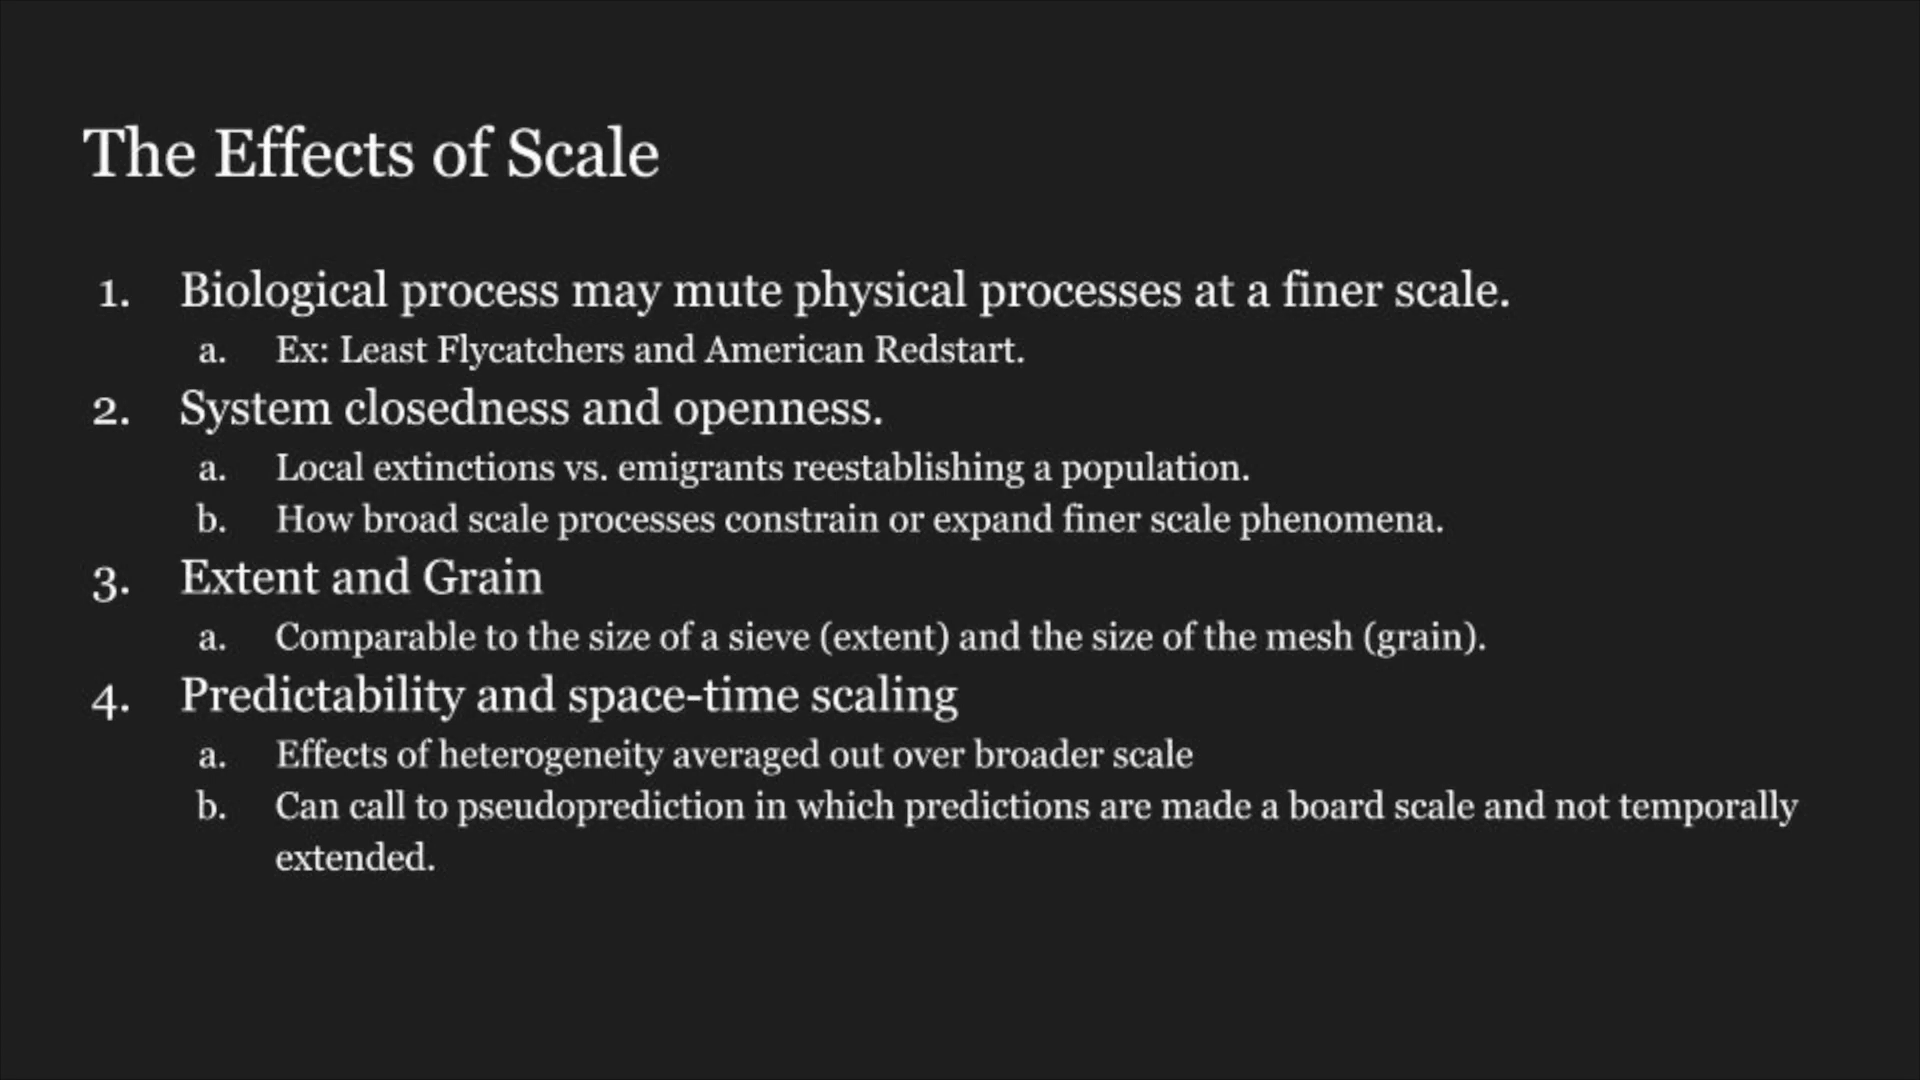 The Effects of Scale
1. Biological process may mute physical processes at a finer scale.
a. Ex: Least Flycatchers and American Redstart.
2. System closedness and openness.
a. Local extinctions vs. emigrants reestablishing a population.
b. How broad scale processes constrain or expand finer scale phenomena.
3. Extent and Grain
a. Comparable to the size of a sieve (extent) and the size of the mesh (grain).
4. Predictability and space-time scaling
a. Effects of heterogeneity averaged out over broader scale
b. Can call to pseudoprediction in which predictions are made a board scale and not temporally
extended.